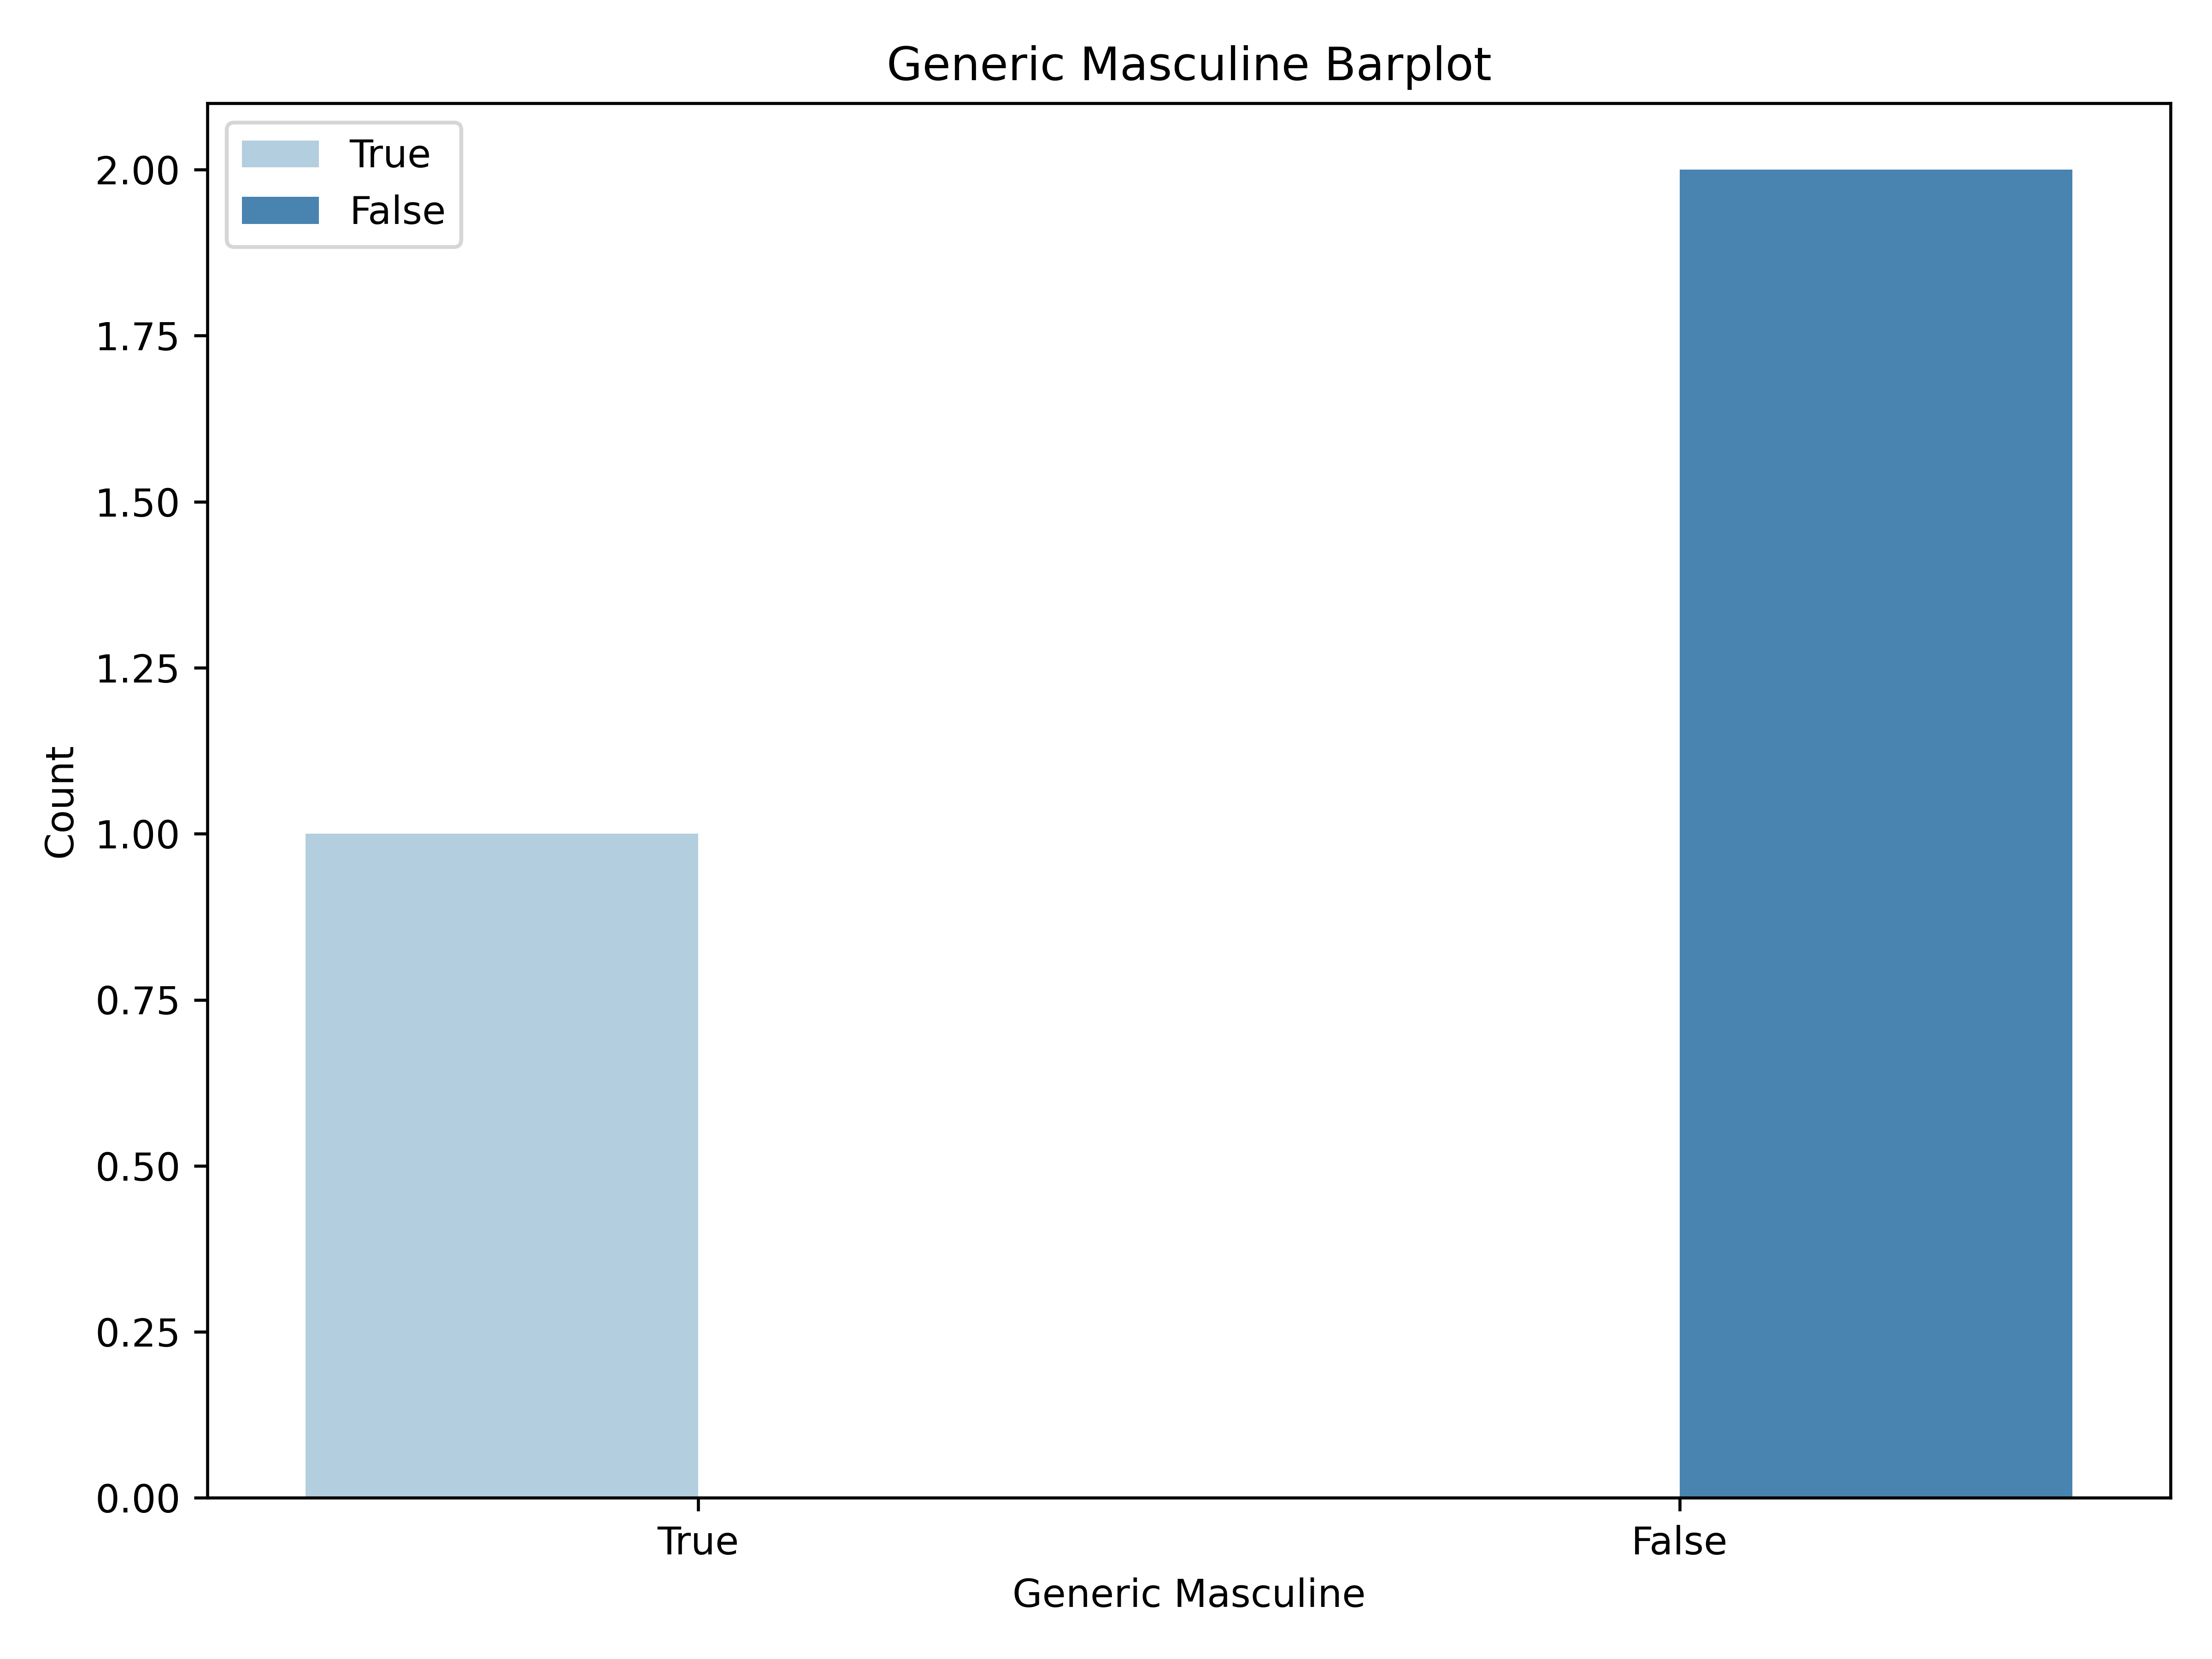 Generic Masculine Barplot
True
False
2.00
1.75
1.50
1.25
1.00
0.75
0.50
0.25
0.00
Count
True False
Generic Masculine